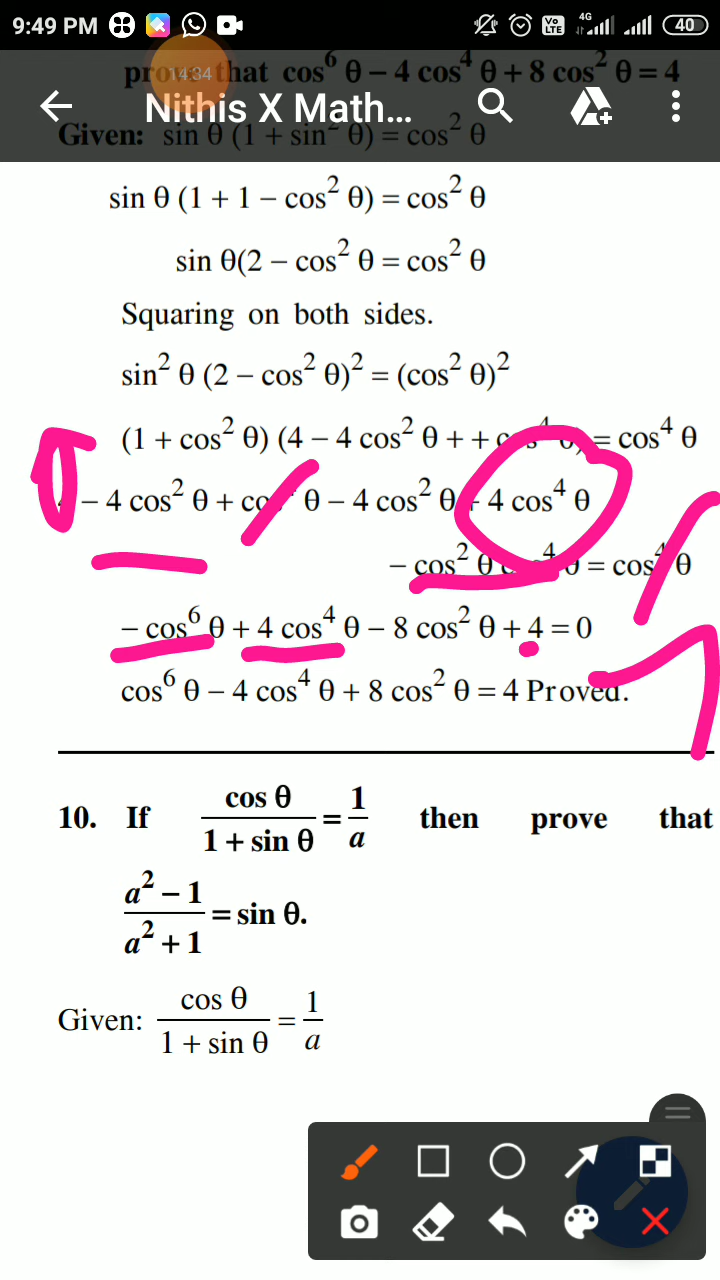 9:49 PM 4G Vo LTE 40
that cos⁶ θ – 4 cos⁴ θ + 8 cos² θ = 4
14:34
Nithis X Math...
Given: sin θ (1 + sin² θ) = cos² θ
sin θ (1 + 1 – cos² θ) = cos² θ
sin θ(2 – cos² θ = cos² θ
Squaring on both sides.
sin² θ (2 – cos² θ)² = (cos² θ)²
(1 + cos² θ) (4 – 4 cos² θ + + = cos⁴ θ
– 4 cos² θ + θ – 4 cos² θ 4 cos⁴ θ
– cos² θ = cos⁴ θ
– cos⁶ θ + 4 cos⁴ θ – 8 cos² θ + 4 = 0
cos⁶ θ – 4 cos⁴ θ + 8 cos² θ = 4 Proved.
10. If cos θ / 1 + sin θ = 1 / a then prove that
a² – 1 / a² + 1 = sin θ.
Given: cos θ / 1 + sin θ = 1 / a